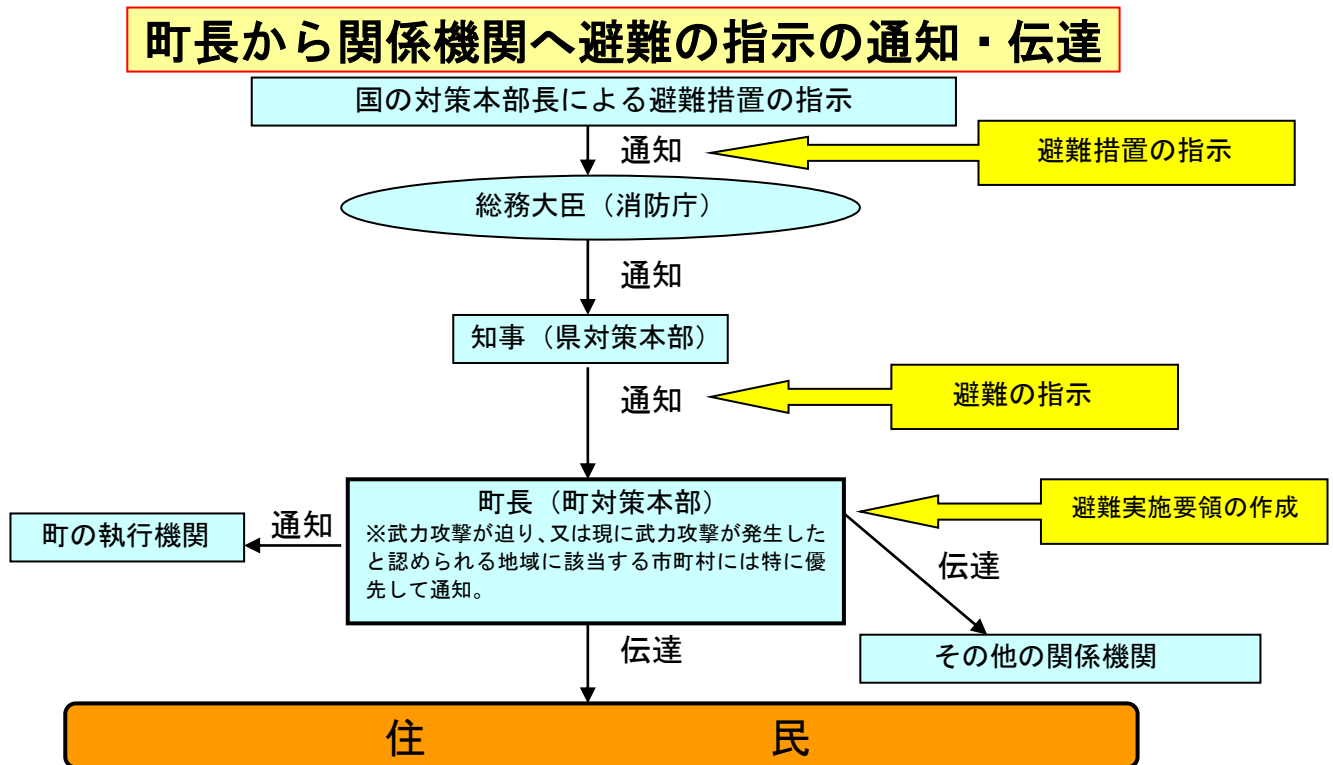 町長から関係機関へ避難の指示の通知・伝達
国の対策本部長による避難措置の指示
通知
避難措置の指示
総務大臣（消防庁）
通知
知事（県対策本部）
通知
避難の指示
町長（町対策本部）
※武力攻撃が迫り、又は現に武力攻撃が発生した
と認められる地域に該当する市町村には特に優
先して通知。
避難実施要領の作成
通知
町の執行機関
伝達
その他の関係機関
伝達
住民